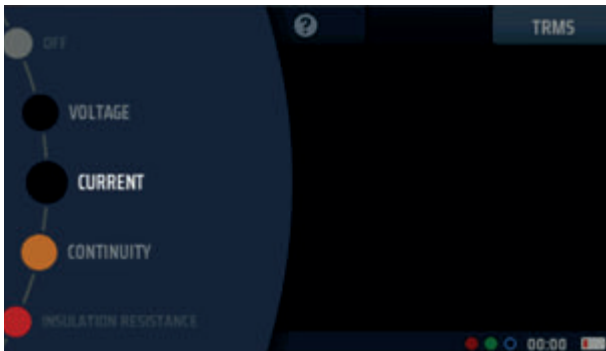 ?
TRMS
OFF
VOLTAGE
CURRENT
CONTINUITY
INSULATION RESISTANCE
00:00